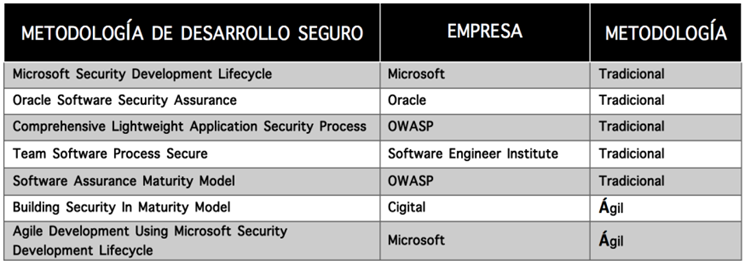 METODOLOGÍA DE DESARROLLO SEGURO EMPRESA METODOLOGÍA
Microsoft Security Development Lifecycle Microsoft Tradicional
Oracle Software Security Assurance Oracle Tradicional
Comprehensive Lightweight Application Security Process OWASP Tradicional
Team Software Process Secure Software Engineer Institute Tradicional
Software Assurance Maturity Model OWASP Tradicional
Building Security In Maturity Model Cigital Ágil
Agile Development Using Microsoft Security
Development Lifecycle Microsoft Ágil